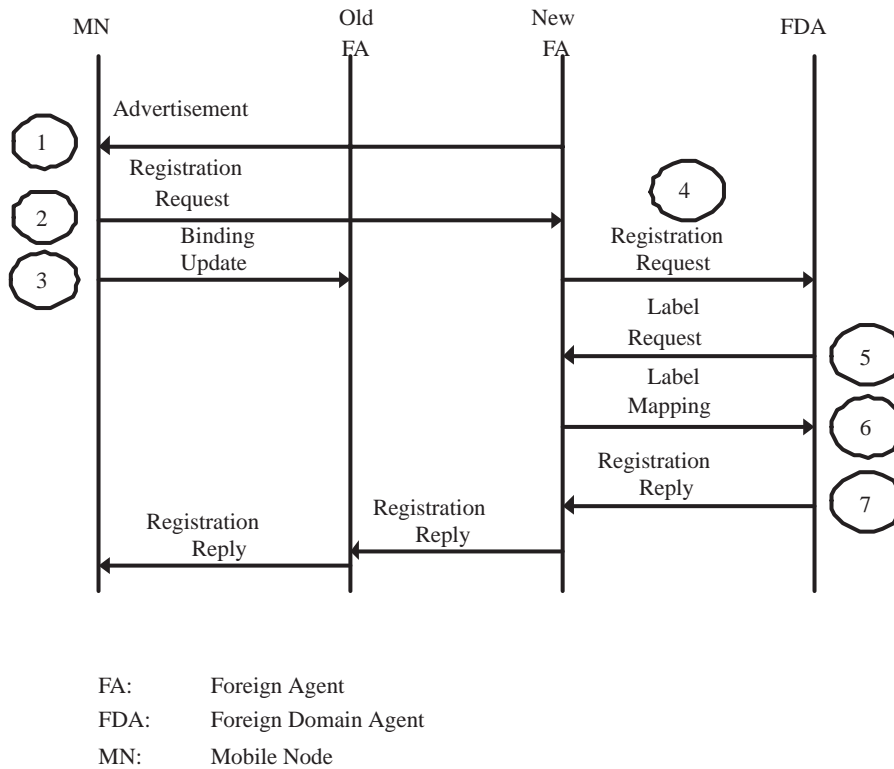 MN
Old
FA
New
FA
FDA
Advertisement
1
Registration
Request
2
4
Binding
Update
3
Registration
Request
Label
Request
5
Label
Mapping
6
Registration
Reply
7
Registration
Reply
Registration
Reply
FA: Foreign Agent
FDA: Foreign Domain Agent
MN: Mobile Node